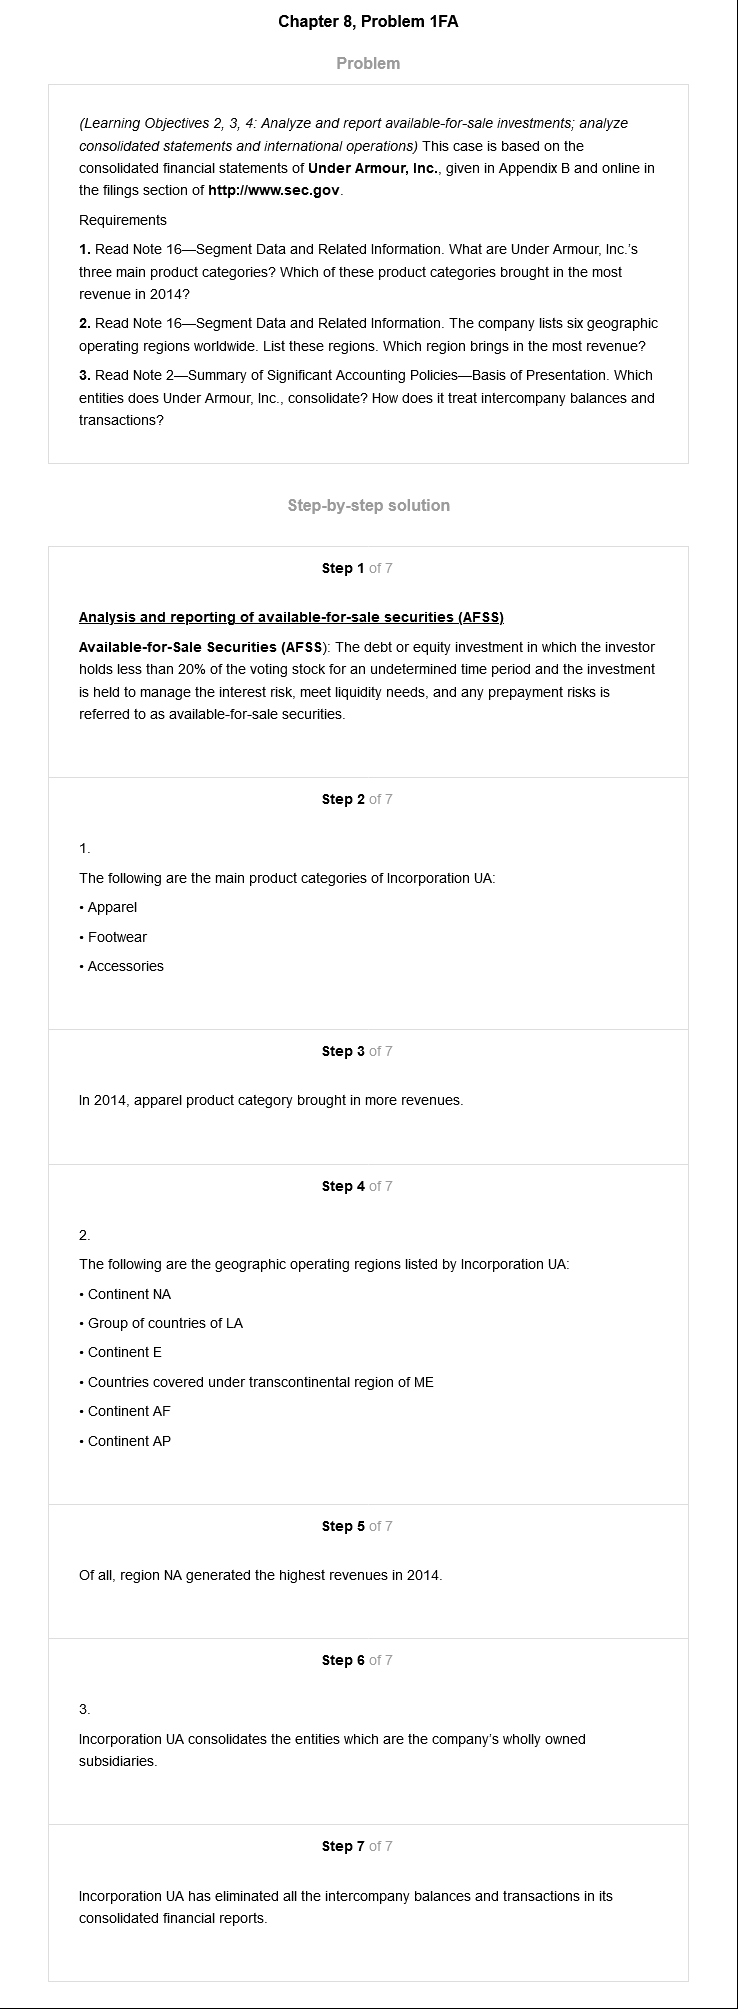 Chapter 8, Problem 1FA
Problem
(Learning Objectives 2, 3, 4: Analyze and report available-for-sale investments; analyze
consolidated statements and international operations) This case is based on the
consolidated financial statements of Under Armour, Inc., given in Appendix B and online in
the filings section of http://www.sec.gov.
Requirements
1. Read Note 16—Segment Data and Related Information. What are Under Armour, Inc.'s
three main product categories? Which of these product categories brought in the most
revenue in 2014?
2. Read Note 16—Segment Data and Related Information. The company lists six geographic
operating regions worldwide. List these regions. Which region brings in the most revenue?
3. Read Note 2—Summary of Significant Accounting Policies—Basis of Presentation. Which
entities does Under Armour, Inc., consolidate? How does it treat intercompany balances and
transactions?
Step-by-step solution
Step 1 of 7
Analysis and reporting of available-for-sale securities (AFSS)
Available-for-Sale Securities (AFSS): The debt or equity investment in which the investor
holds less than 20% of the voting stock for an undetermined time period and the investment
is held to manage the interest risk, meet liquidity needs, and any prepayment risks is
referred to as available-for-sale securities.
Step 2 of 7
1.
The following are the main product categories of Incorporation UA:
• Apparel
• Footwear
• Accessories
Step 3 of 7
In 2014, apparel product category brought in more revenues.
Step 4 of 7
2.
The following are the geographic operating regions listed by Incorporation UA:
• Continent NA
• Group of countries of LA
• Continent E
• Countries covered under transcontinental region of ME
• Continent AF
• Continent AP
Step 5 of 7
Of all, region NA generated the highest revenues in 2014.
Step 6 of 7
3.
Incorporation UA consolidates the entities which are the company's wholly owned
subsidiaries.
Step 7 of 7
Incorporation UA has eliminated all the intercompany balances and transactions in its
consolidated financial reports.